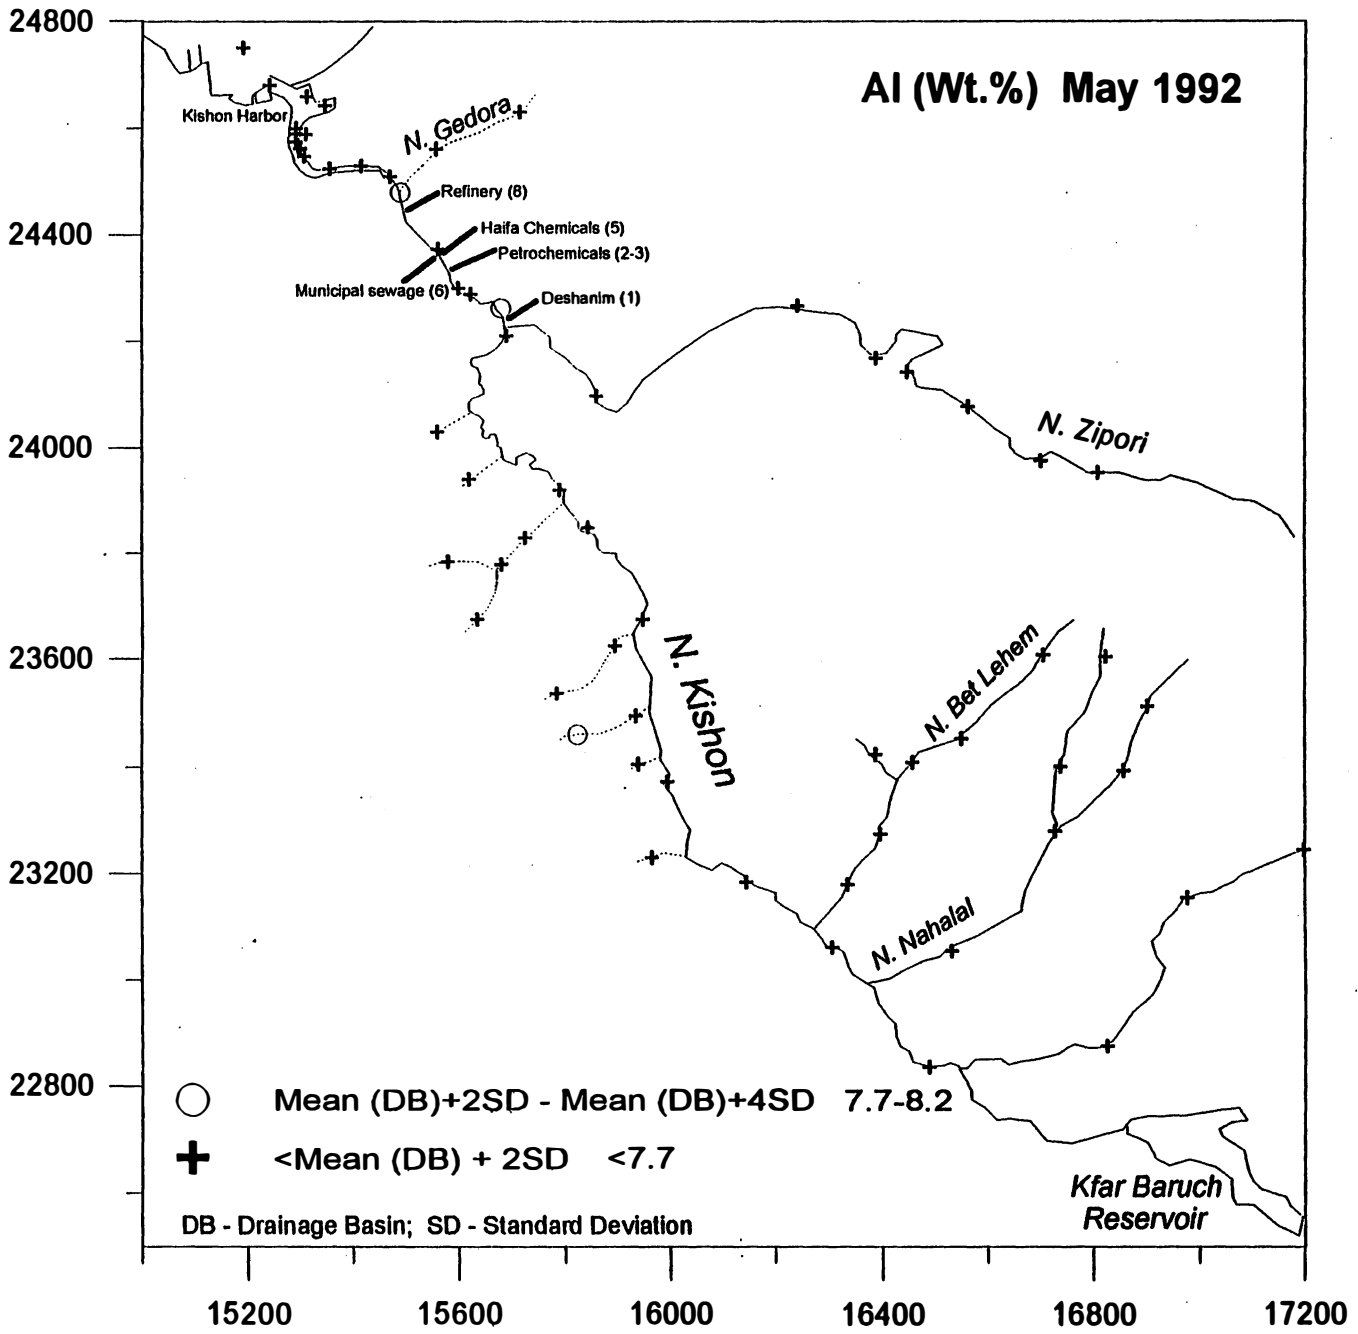 24800
Al (Wt.%) May 1992
Kishon Harbor
N. Gedora
Refinery (8)
24400
Haifa Chemicals (5)
Petrochemicals (2-3)
Municipal sewage (6)
Deshanim (1)
24000
N. Zipori
23600
N. Kishon
N. Bet Lehem
23200
N. Nahalal
22800
Mean (DB)+2SD - Mean (DB)+4SD 7.7-8.2
<Mean (DB) + 2SD <7.7
Kfar Baruch
Reservoir
DB - Drainage Basin; SD - Standard Deviation
15200 15600 16000 16400 16800 17200